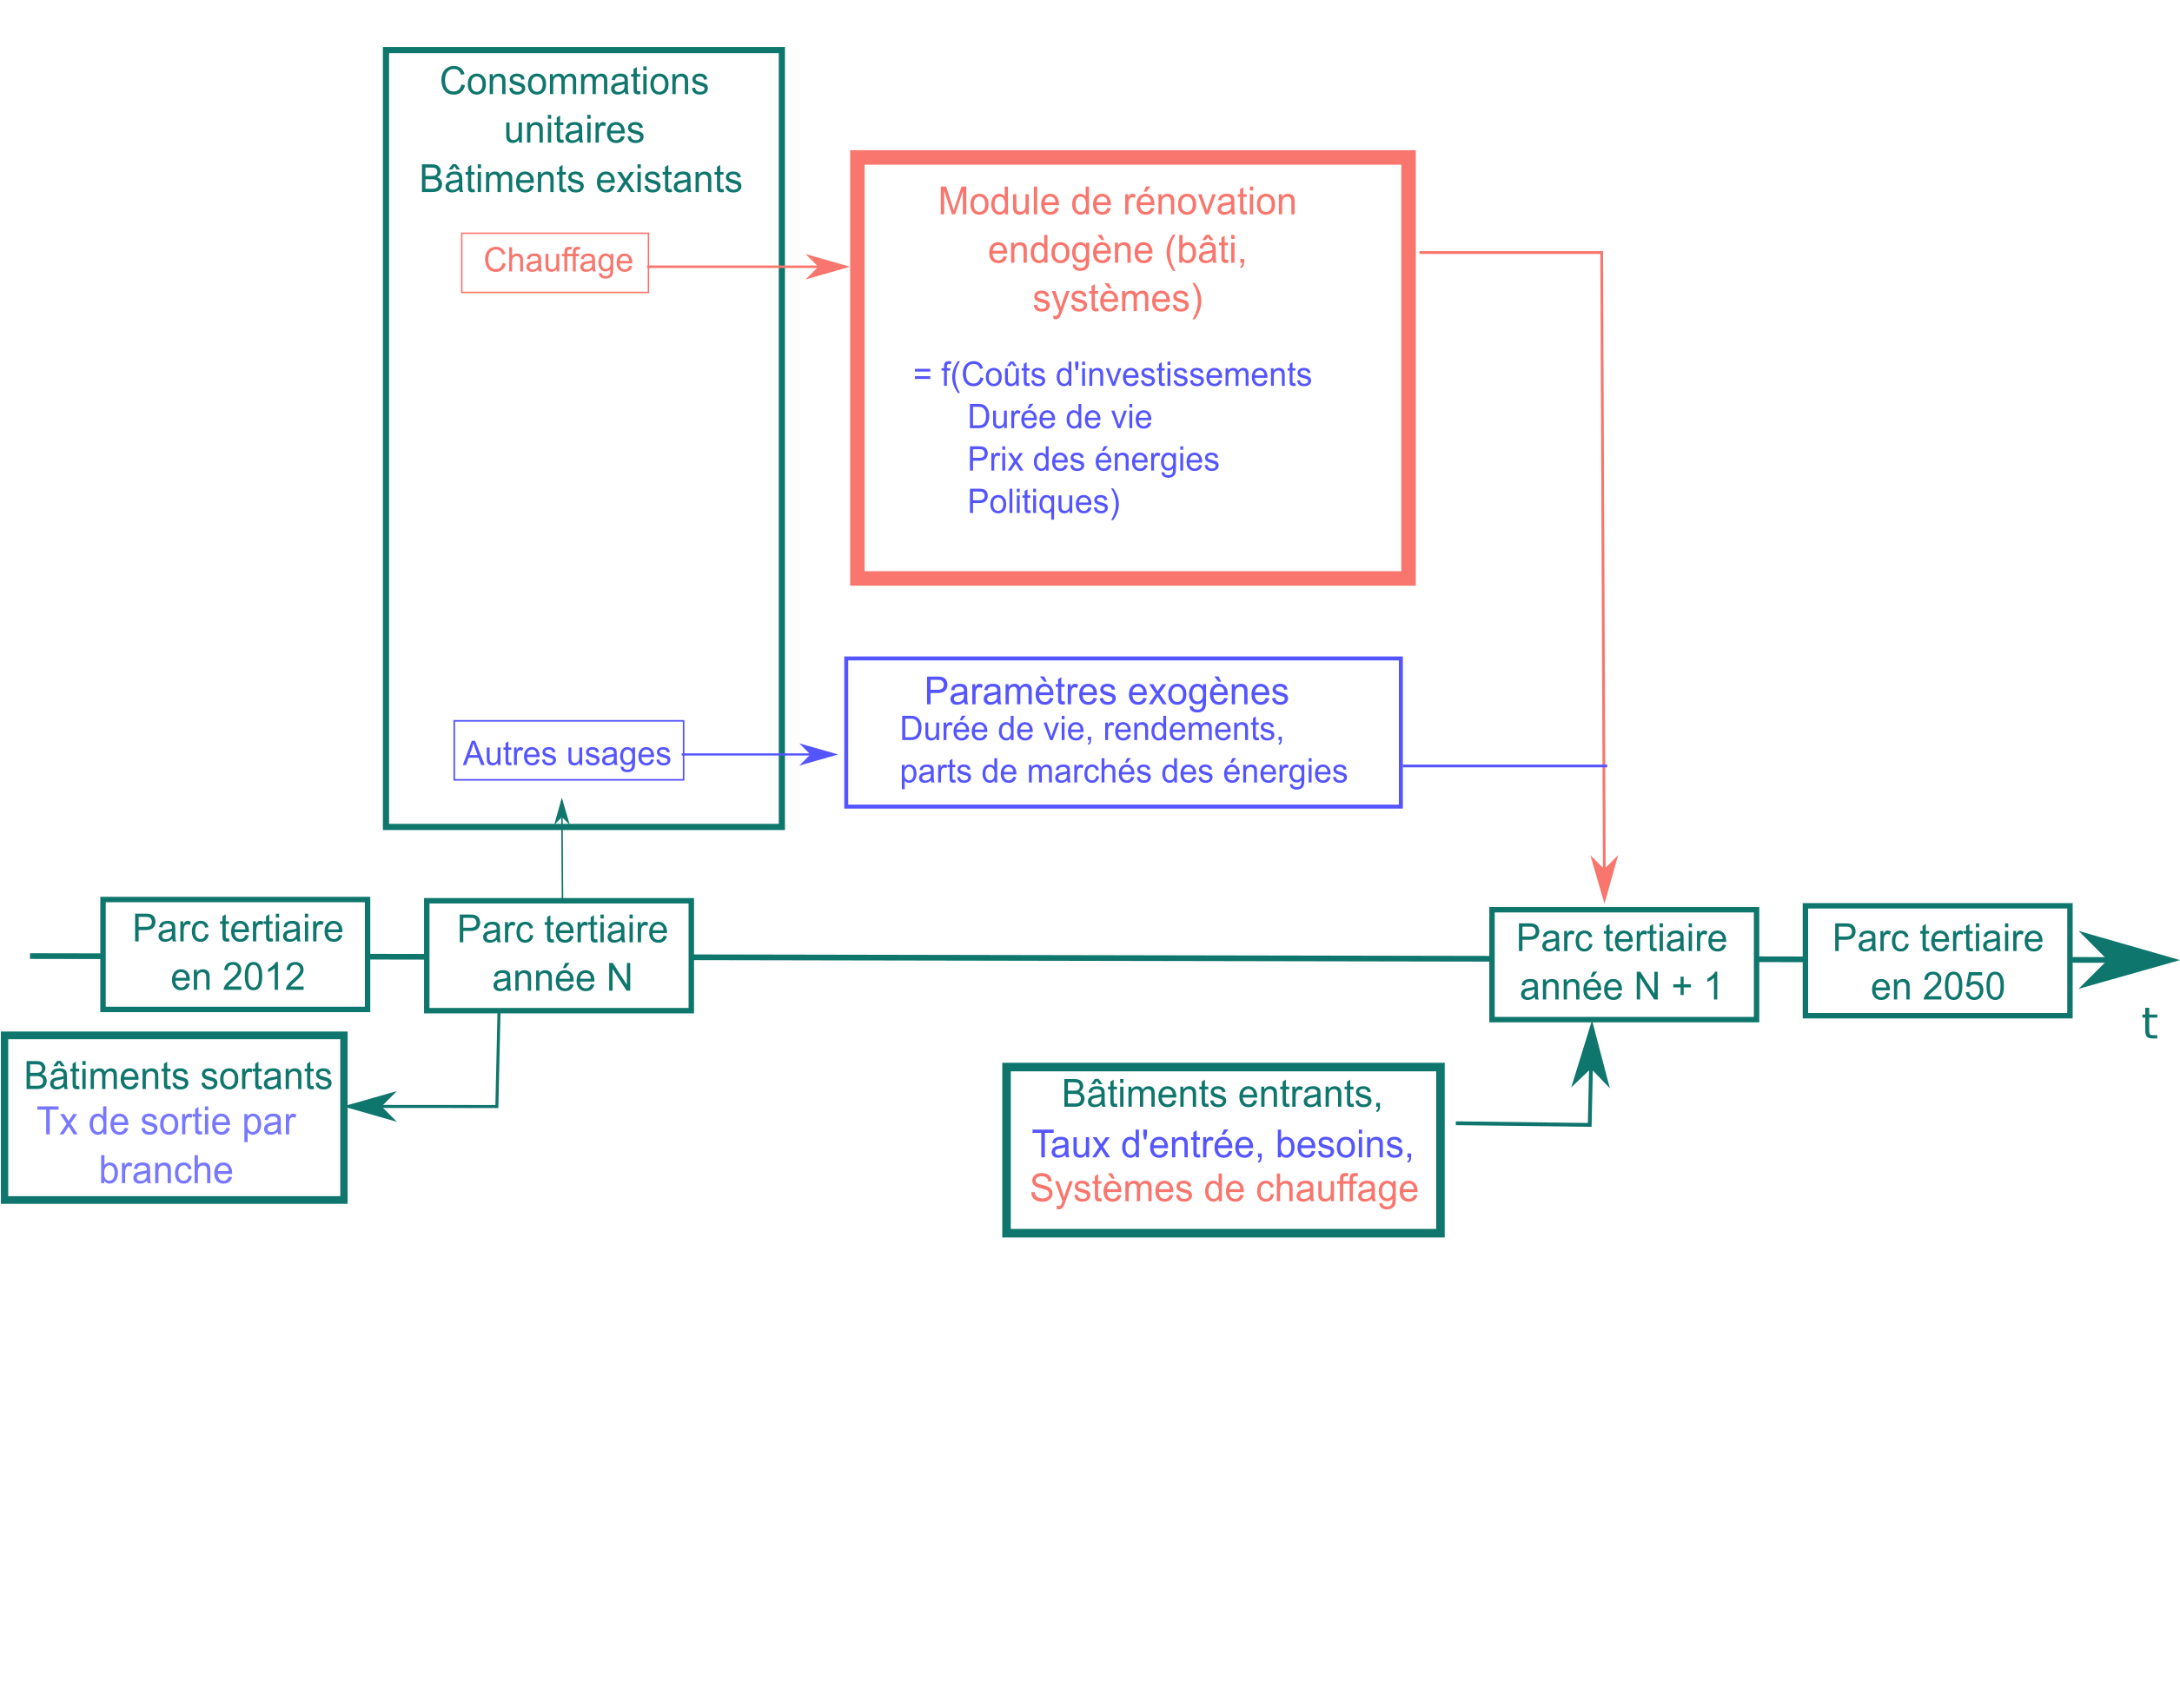 Consommations
unitaires
Bâtiments existants
Chauffage
Module de rénovation
endogène (bâti,
systèmes)
= f(Coûts d'investissements
Durée de vie
Prix des énergies
Politiques)
Paramètres exogènes
Durée de vie, rendements,
parts de marchés des énergies
Autres usages
Parc tertiaire
en 2012
Parc tertiaire
année N
Parc tertiaire
année N + 1
Parc tertiaire
en 2050
t
Bâtiments sortants
Tx de sortie par
branche
Bâtiments entrants,
Taux d'entrée, besoins,
Systèmes de chauffage